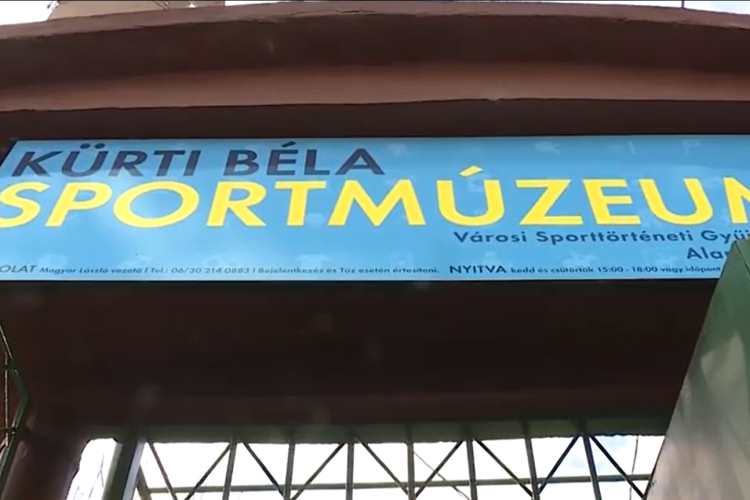 KÜRTI BÉLA
SPORTMÚZEUM
Városi Sporttörténeti
Magyar László vezető | Tel.: 06/30 214 0883 | Bejelentkezés és Tűz esetén értesíteni. NYITVA kedd és csütörtök 15:00 - 18:00 vagy időpont